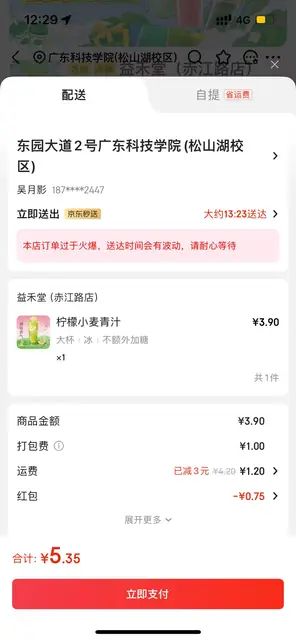 12:29
4G
广东科技学院(松山湖校区)
益禾堂（赤江路店）
配送
自提 省运费
东园大道2号广东科技学院(松山湖校
区)
吴月影 187****2447
立即送出 京东秒送 大约13:23送达
本店订单过于火爆，送达时间会有波动，请耐心等待
益禾堂 (赤江路店)
柠檬小麦青汁 ¥3.90
大杯 | 冰 | 不额外加糖
×1
共1件
商品金额 ¥3.90
打包费 ¥1.00
运费 已减3元 ¥4.20 ¥1.20
红包 -¥0.75
展开更多
合计: ¥5.35
立即支付